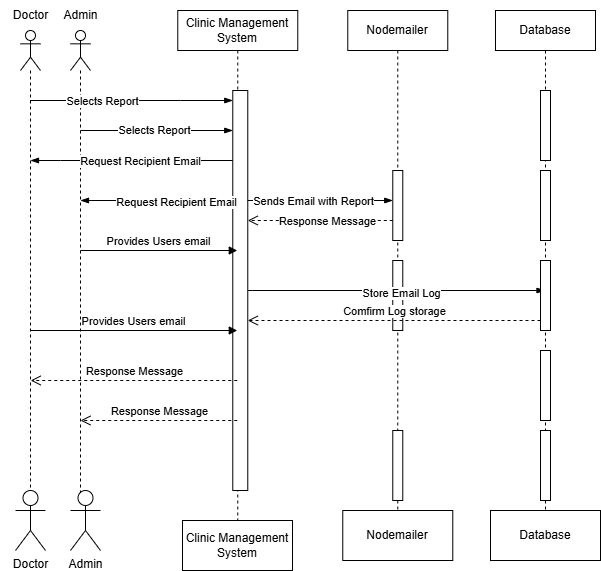 Doctor
Admin
Clinic Management
System
Nodemailer
Database
Selects Report
Selects Report
Request Recipient Email
Request Recipient Email
Sends Email with Report
Response Message
Provides Users email
Store Email Log
Comfirm Log storage
Provides Users email
Response Message
Response Message
Doctor
Admin
Clinic Management
System
Nodemailer
Database